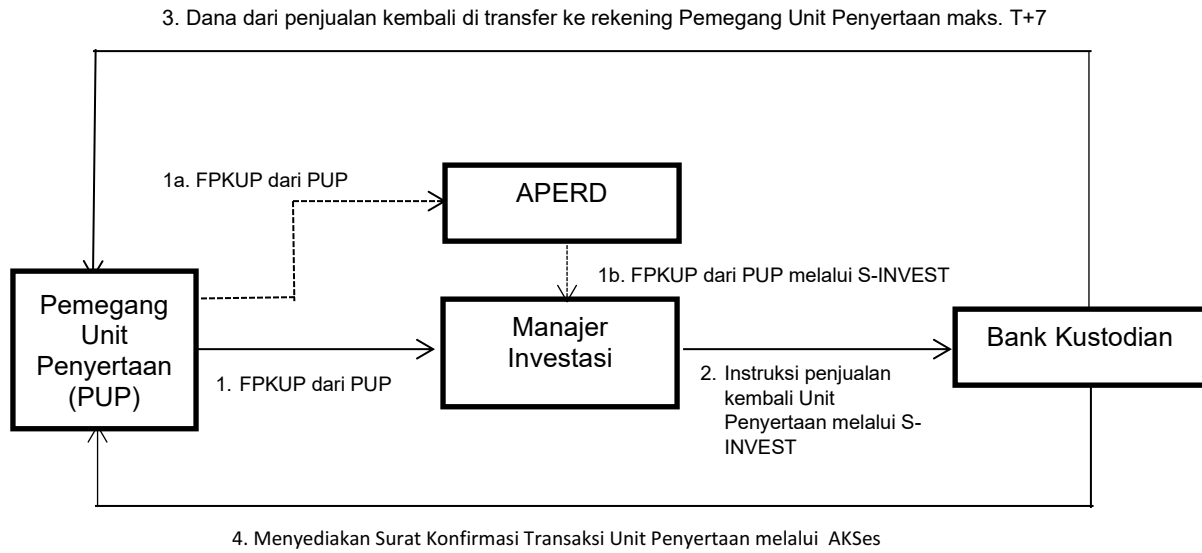 3. Dana dari penjualan kembali di transfer ke rekening Pemegang Unit Penyertaan maks. T+7
1a. FPKUP dari PUP
APERD
1b. FPKUP dari PUP melalui S-INVEST
Pemegang
Unit
Penyertaan
(PUP)
Manajer
Investasi
Bank Kustodian
1. FPKUP dari PUP
2. Instruksi penjualan
kembali Unit
Penyertaan melalui S-
INVEST
4. Menyediakan Surat Konfirmasi Transaksi Unit Penyertaan melalui AKSes